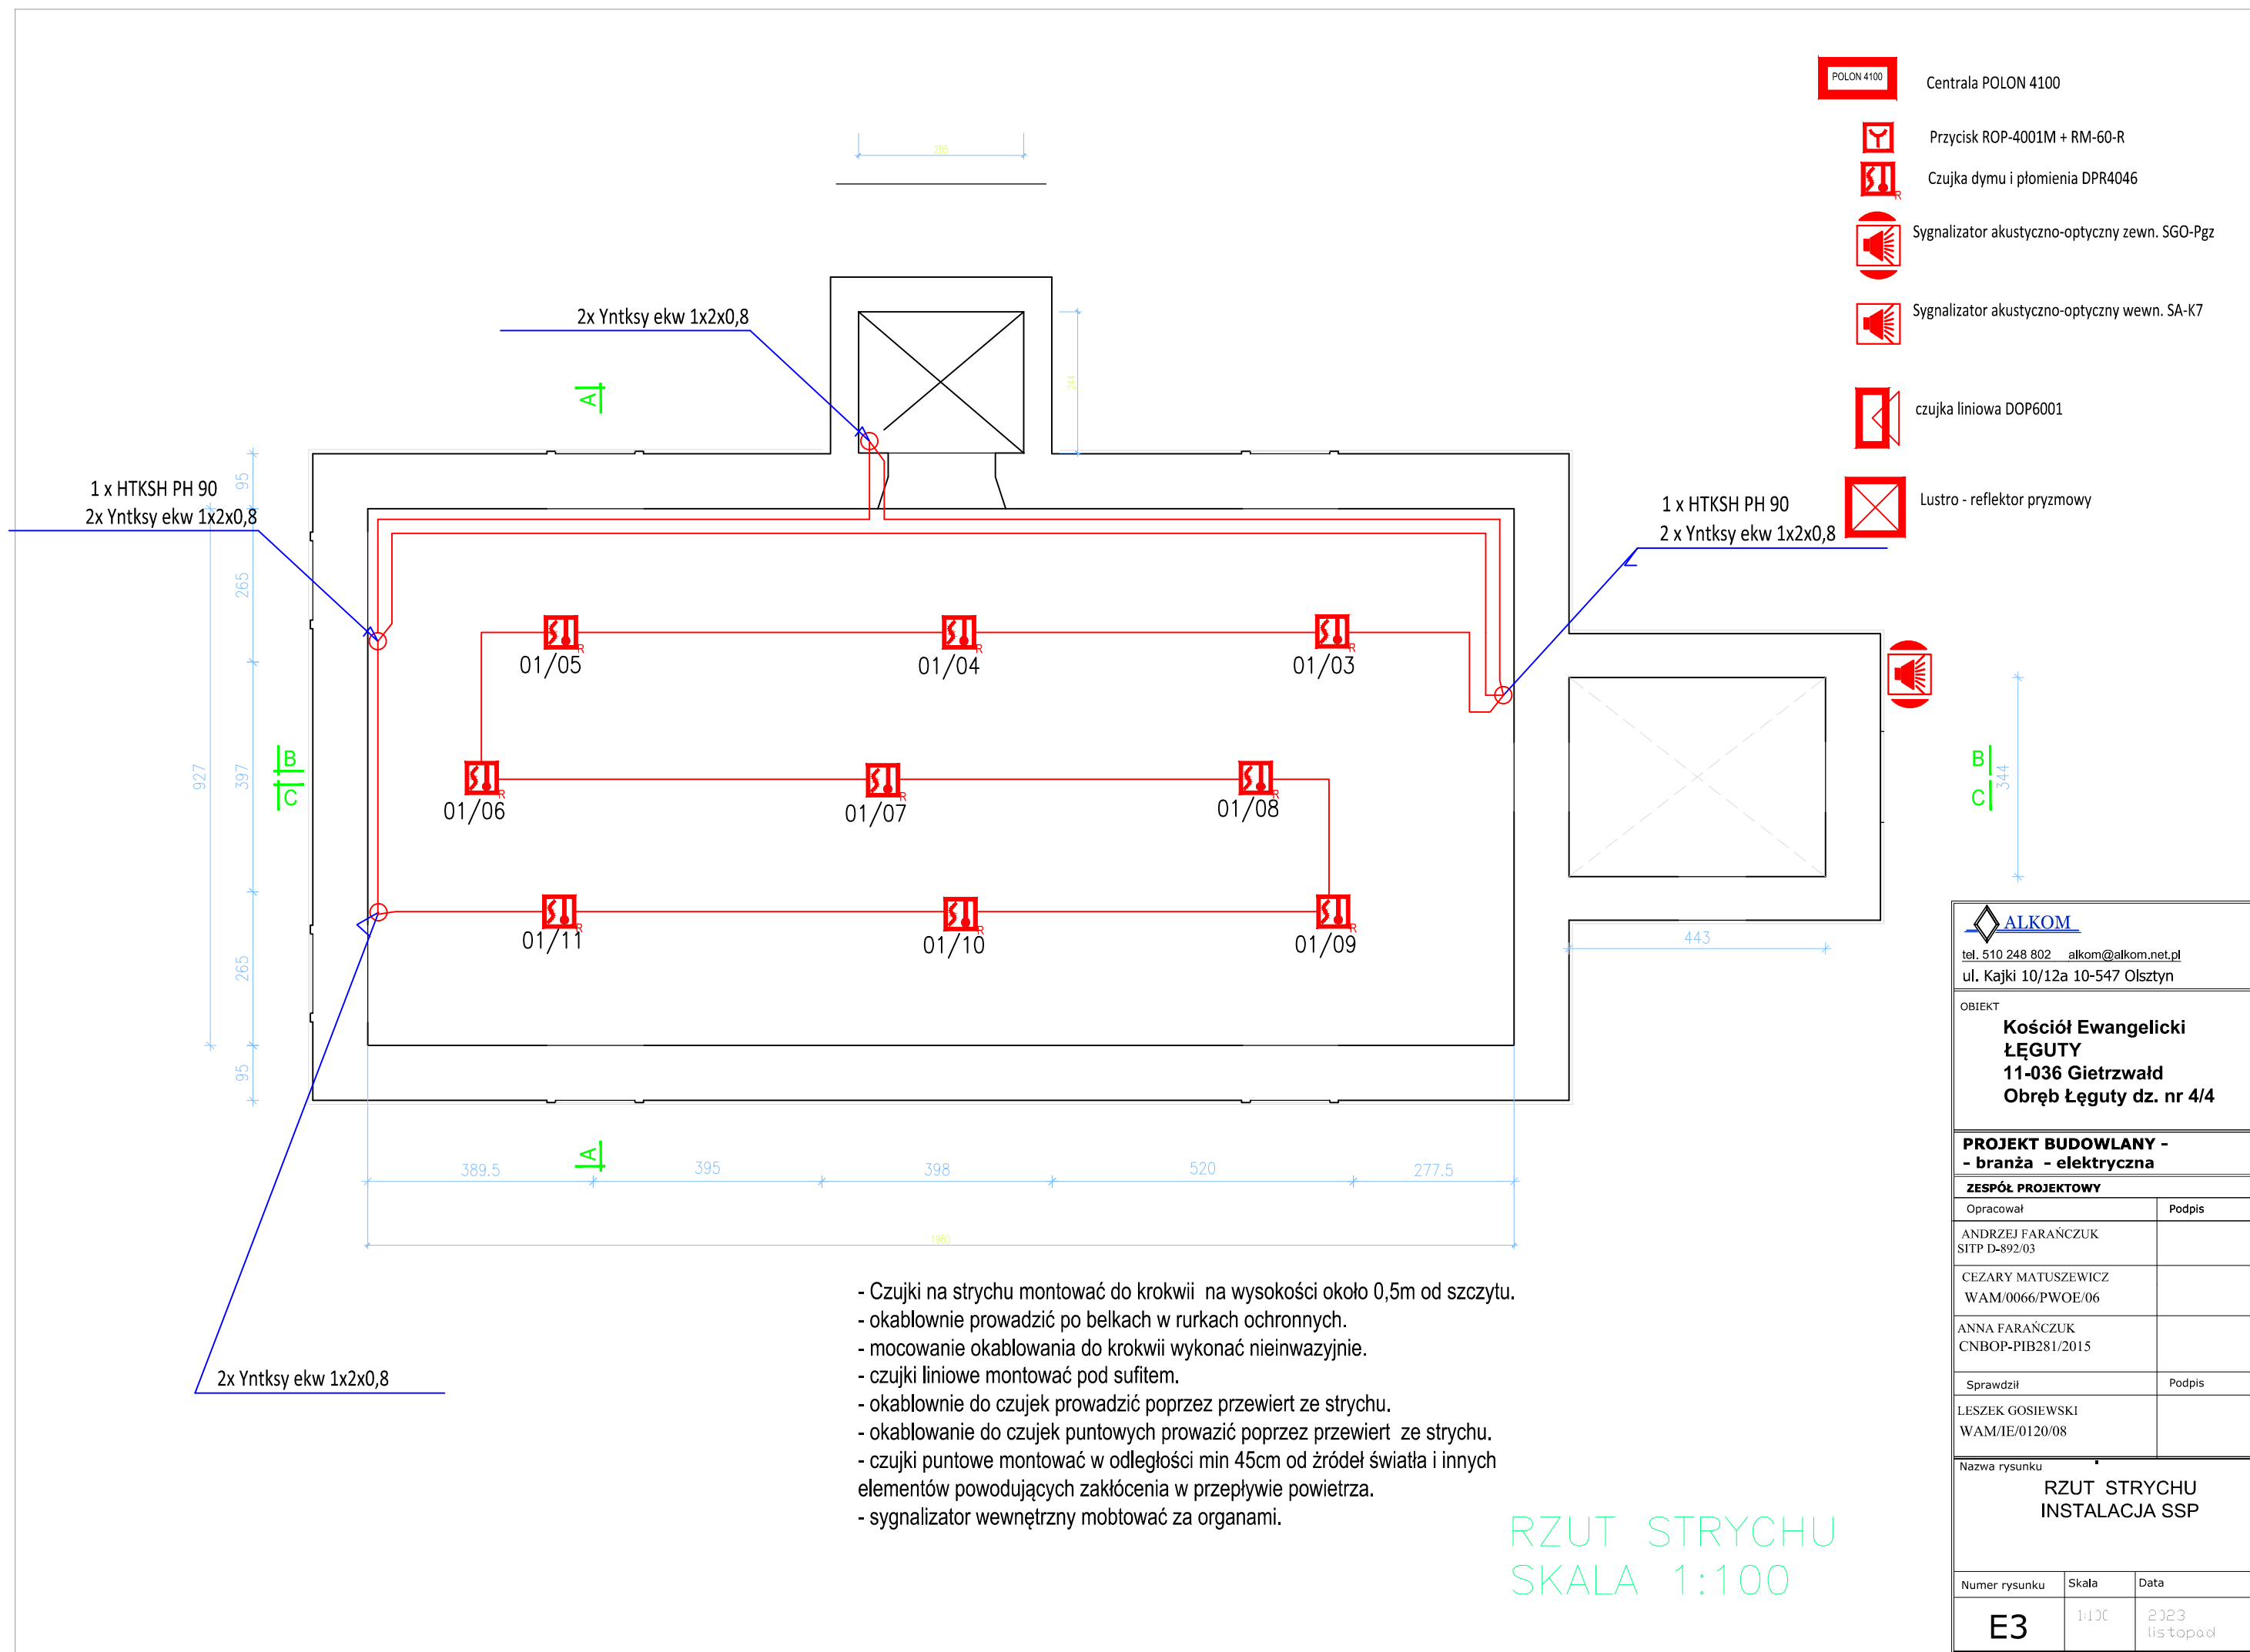 POLON 4100
Centrala POLON 4100
Przycisk ROP-4001M + RM-60-R
Czujka dymu i płomienia DPR4046
R
Sygnalizator akustyczno-optyczny zewn. SGO-Pgz
Sygnalizator akustyczno-optyczny wewn. SA-K7
czujka liniowa DOP6001
Lustro - reflektor pryzmowy
285
2x Yntksy ekw 1x2x0,8
244
A
1 x HTKSH PH 90
2x Yntksy ekw 1x2x0,8
1 x HTKSH PH 90
2 x Yntksy ekw 1x2x0,8
95
265
397
265
95
927
R
01/05
R
01/04
R
01/03
B
C
R
01/06
R
01/07
R
01/08
B
C
344
R
01/11
R
01/10
R
01/09
443
A
389.5
395
398
520
277.5
1980
2x Yntksy ekw 1x2x0,8
- Czujki na strychu montować do krokwii na wysokości około 0,5m od szczytu.
- okablownie prowadzić po belkach w rurkach ochronnych.
- mocowanie okablowania do krokwii wykonać nieinwazyjnie.
- czujki liniowe montować pod sufitem.
- okablownie do czujek prowadzić poprzez przewiert ze strychu.
- okablowanie do czujek puntowych prowazić poprzez przewiert ze strychu.
- czujki puntowe montować w odległości min 45cm od żródeł światła i innych
elementów powodujących zakłócenia w przepływie powietrza.
- sygnalizator wewnętrzny mobtować za organami.
RZUT STRYCHU
SKALA 1:100
ALKOM
tel. 510 248 802 alkom@alkom.net.pl
ul. Kajki 10/12a 10-547 Olsztyn
OBIEKT
Kościół Ewangelicki
ŁĘGUTY
11-036 Gietrzwałd
Obręb Łęguty dz. nr 4/4
PROJEKT BUDOWLANY -
- branża - elektryczna
ZESPÓŁ PROJEKTOWY
Opracował Podpis
ANDRZEJ FARAŃCZUK
SITP D-892/03
CEZARY MATUSZEWICZ
WAM/0066/PWOE/06
ANNA FARAŃCZUK
CNBOP-PIB281/2015
Sprawdził Podpis
LESZEK GOSIEWSKI
WAM/IE/0120/08
Nazwa rysunku
RZUT STRYCHU
INSTALACJA SSP
Numer rysunku Skala Data
E3 1:100 2023
listopad